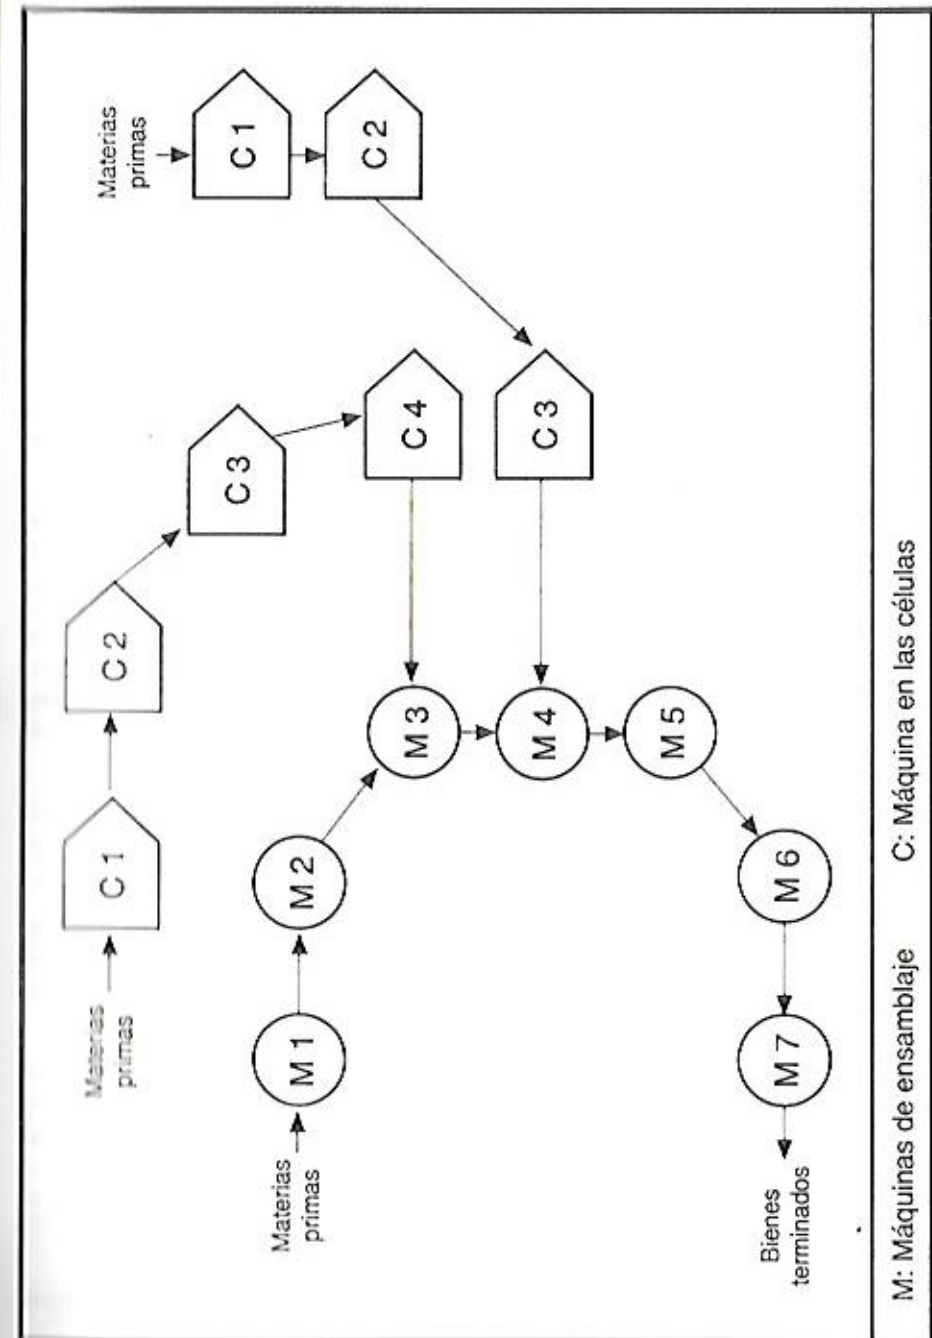 Materias
primas
C 1
C 2
Materias
primas
C 3
C 1
Materias
primas
M 1
M 2
C 2
M 3
C 4
M 4
C 3
M 5
Bienes
terminados
M 7
M 6
M: Máquinas de ensamblaje
C: Máquina en las células